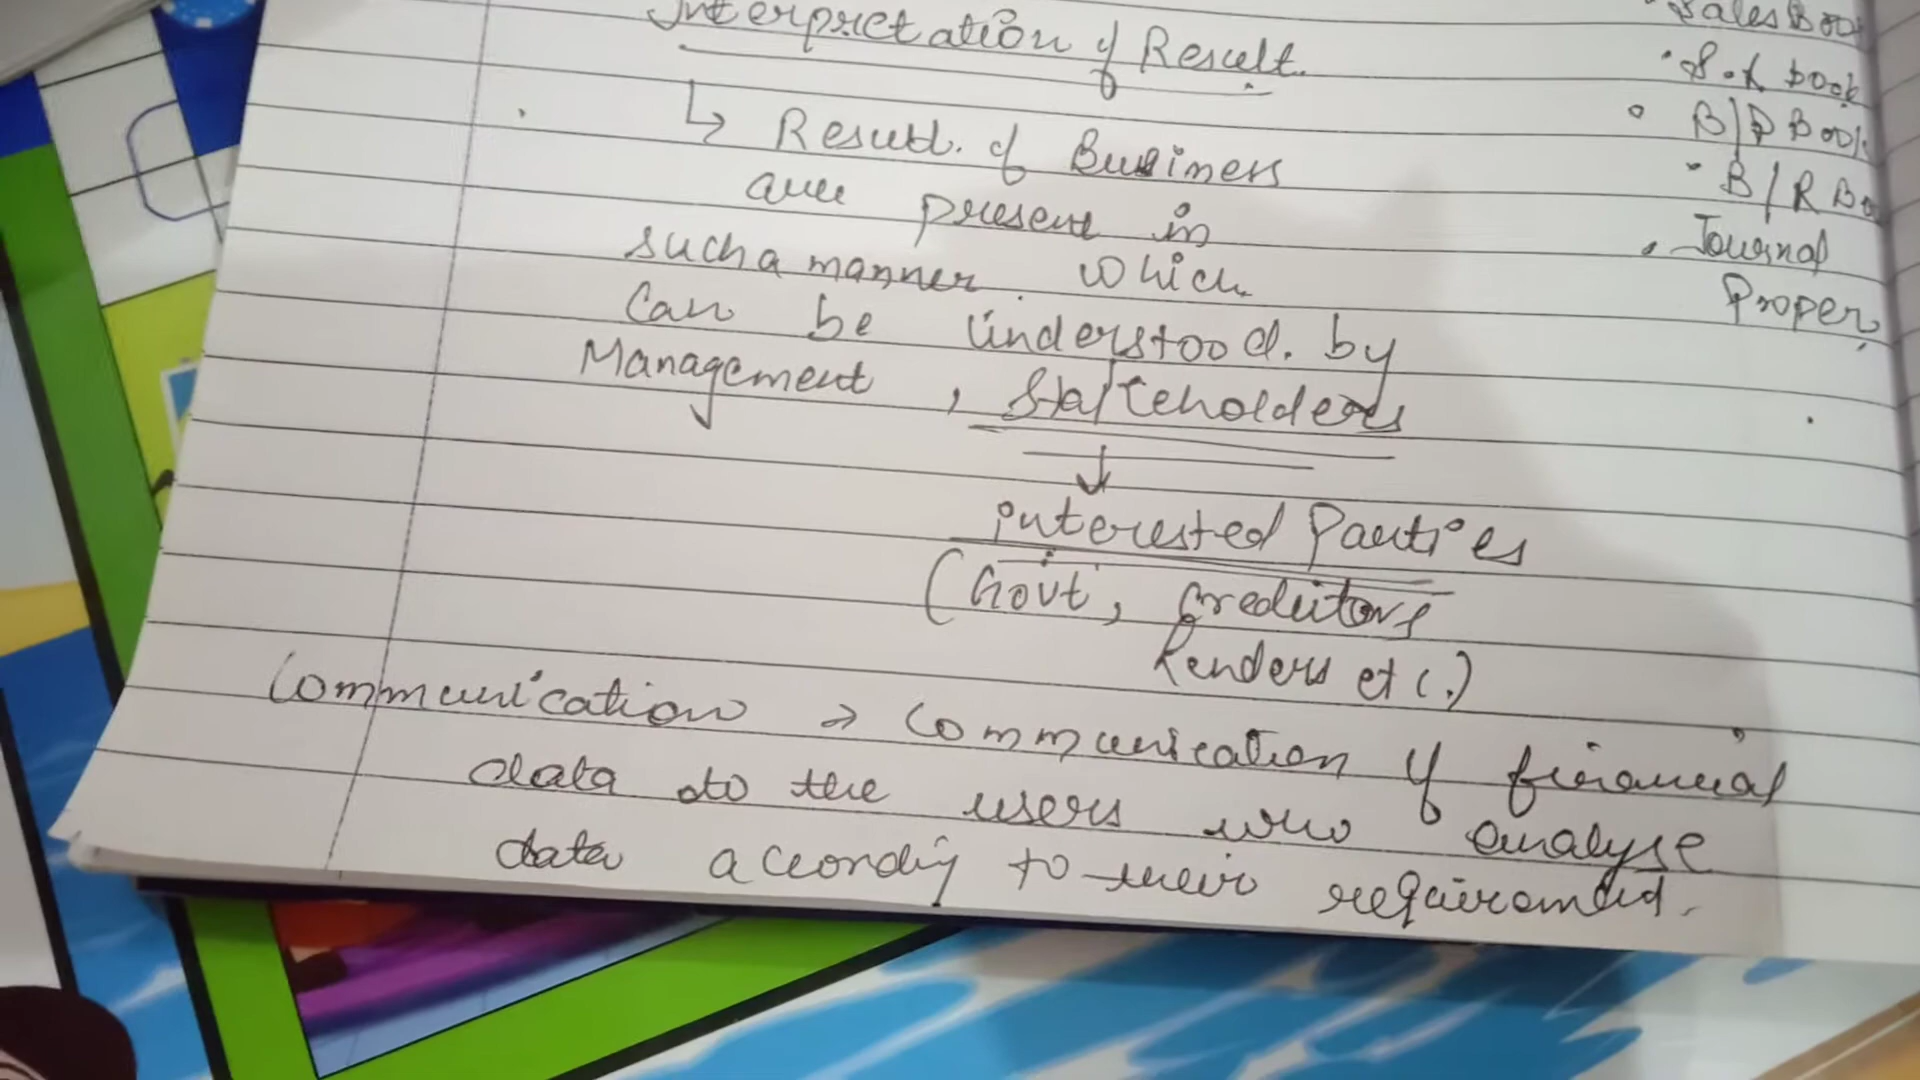 Interpretation of Result.
↳ Result. of Business
are present in
such a manner which
can be understood. by
Management , Stakeholders
↓
interested Parties
(Govt, Creditors
Lenders etc.)
Communication → Communication of financial
data to the users who analyse
data according to their requirement.
Sales Book
S.R book
B/P Book
B/R Bo
Journal
Proper